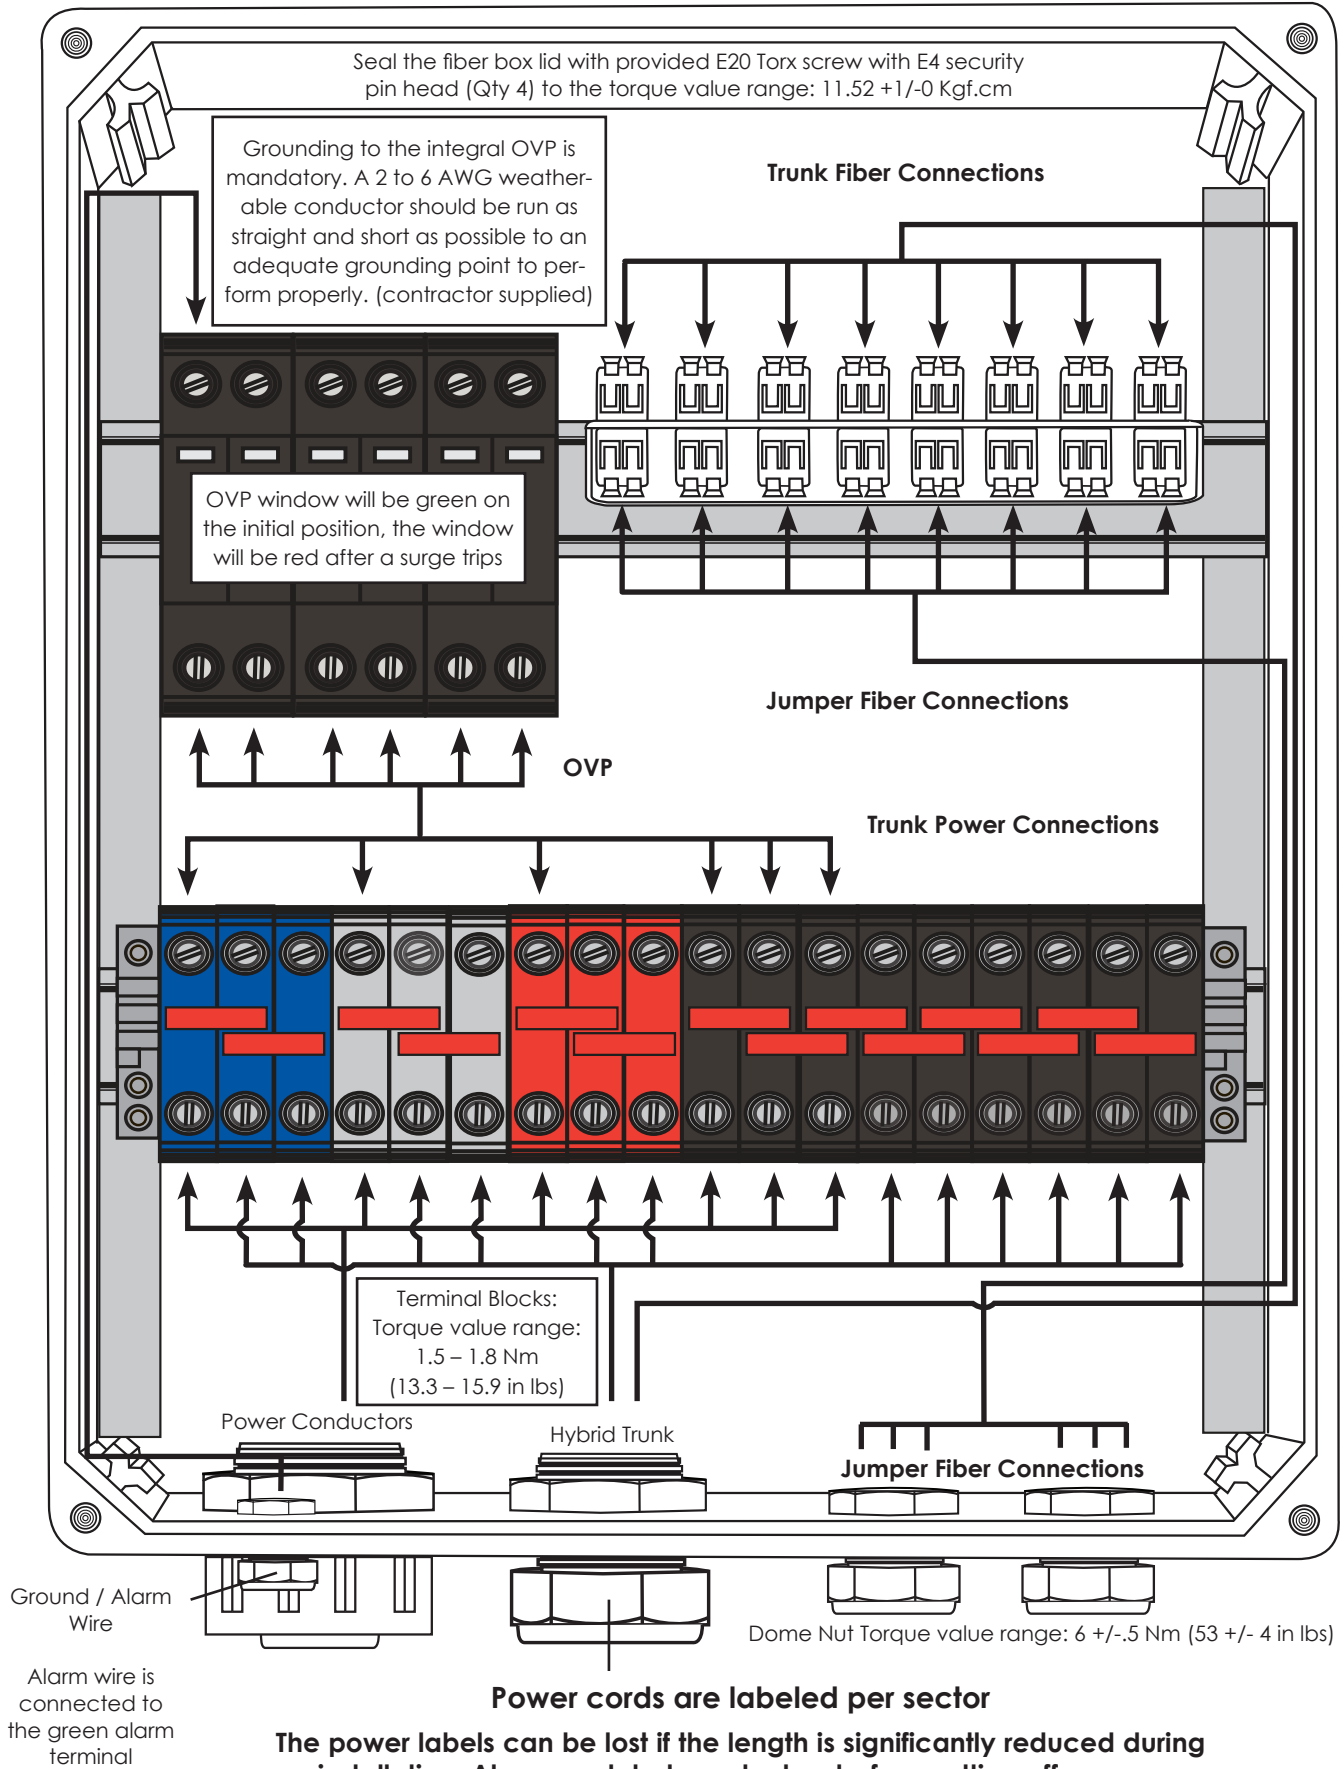 Seal the fiber box lid with provided E20 Torx screw with E4 security
pin head (Qty 4) to the torque value range: 11.52 +1/-0 Kgf.cm
Grounding to the integral OVP is
mandatory. A 2 to 6 AWG weather-
able conductor should be run as
straight and short as possible to an
adequate grounding point to per-
form properly. (contractor supplied)
Trunk Fiber Connections
OVP window will be green on
the initial position, the window
will be red after a surge trips
Jumper Fiber Connections
OVP
Trunk Power Connections
Terminal Blocks:
Torque value range:
1.5 – 1.8 Nm
(13.3 – 15.9 in lbs)
Power Conductors
Hybrid Trunk
Jumper Fiber Connections
Ground / Alarm
Wire
Dome Nut Torque value range: 6 +/-.5 Nm (53 +/- 4 in lbs)
Alarm wire is
connected to
the green alarm
terminal
Power cords are labeled per sector
The power labels can be lost if the length is significantly reduced during